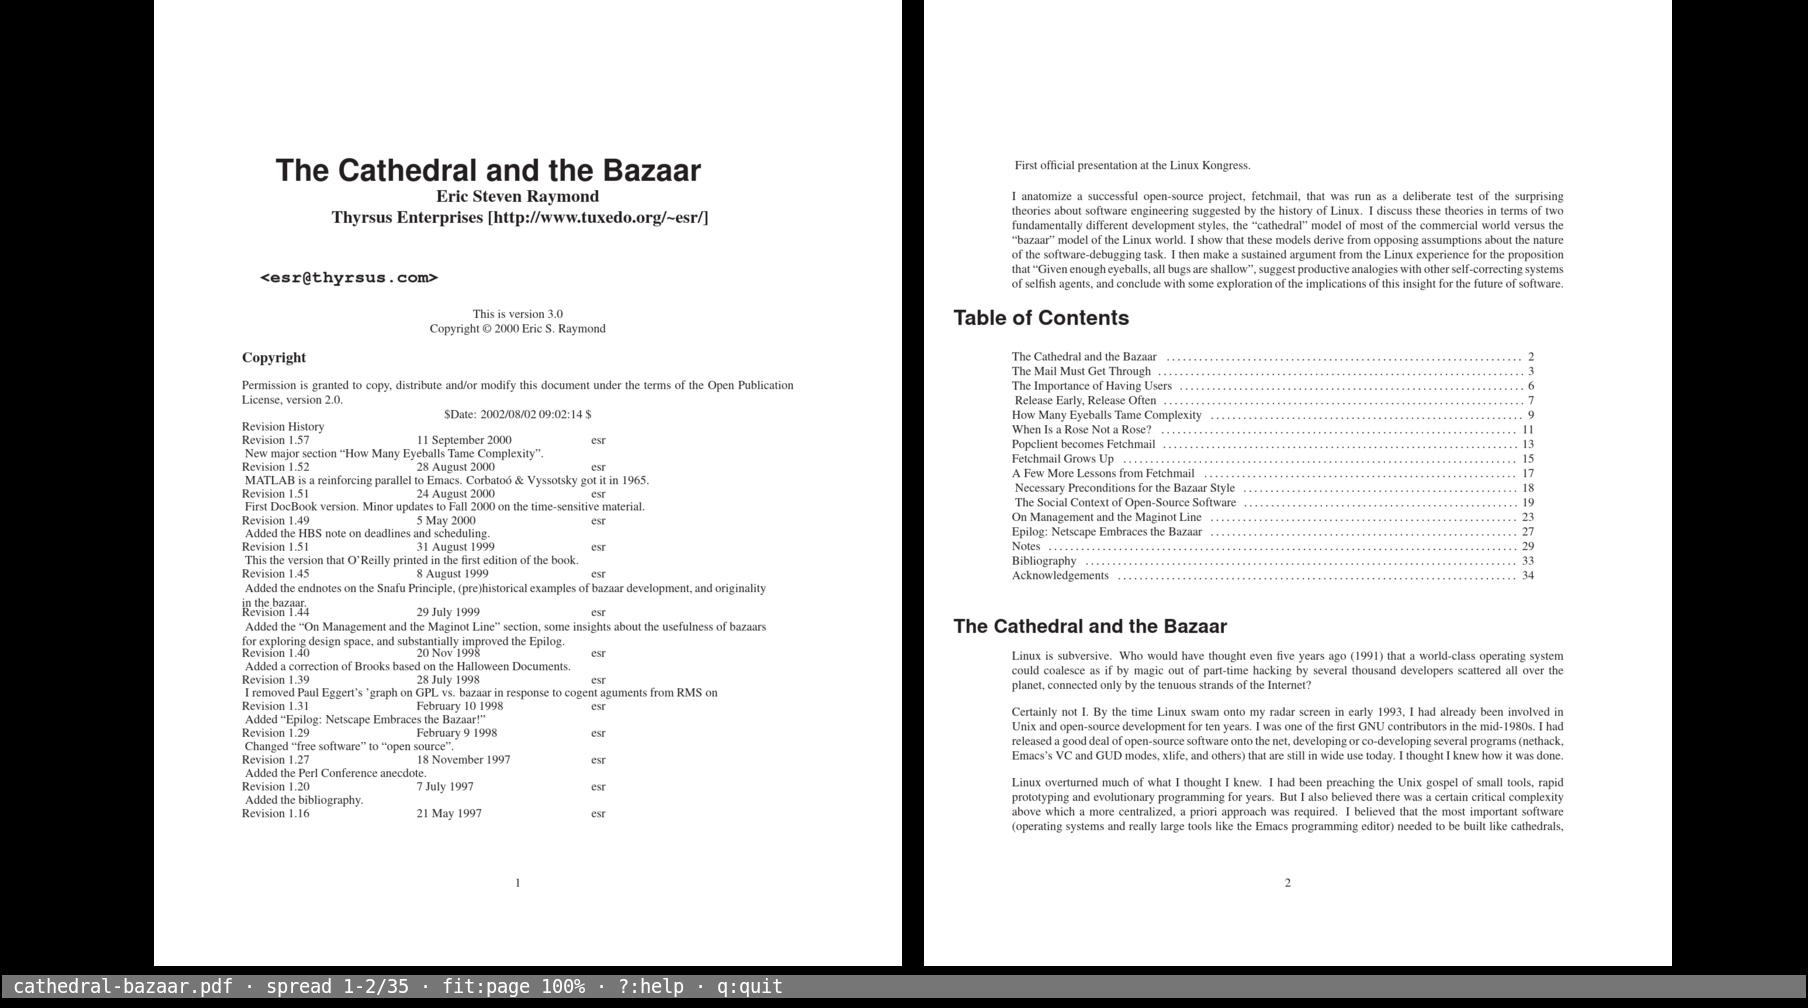 The Cathedral and the Bazaar
Eric Steven Raymond
Thyrsus Enterprises [http://www.tuxedo.org/~esr/]
<esr@thyrsus.com>
This is version 3.0
Copyright © 2000 Eric S. Raymond
Copyright
Permission is granted to copy, distribute and/or modify this document under the terms of the Open Publication
License, version 2.0.
$Date: 2002/08/02 09:02:14 $
Revision History
Revision 1.57 11 September 2000 esr
New major section “How Many Eyeballs Tame Complexity”.
Revision 1.52 28 August 2000 esr
MATLAB is a reinforcing parallel to Emacs. Corbatoó & Vyssotsky got it in 1965.
Revision 1.51 24 August 2000 esr
First DocBook version. Minor updates to Fall 2000 on the time-sensitive material.
Revision 1.49 5 May 2000 esr
Added the HBS note on deadlines and scheduling.
Revision 1.51 31 August 1999 esr
This the version that O’Reilly printed in the first edition of the book.
Revision 1.45 8 August 1999 esr
Added the endnotes on the Snafu Principle, (pre)historical examples of bazaar development, and originality
in the bazaar.
Revision 1.44 29 July 1999 esr
Added the “On Management and the Maginot Line” section, some insights about the usefulness of bazaars
for exploring design space, and substantially improved the Epilog.
Revision 1.40 20 Nov 1998 esr
Added a correction of Brooks based on the Halloween Documents.
Revision 1.39 28 July 1998 esr
I removed Paul Eggert’s ’graph on GPL vs. bazaar in response to cogent aguments from RMS on
Revision 1.31 February 10 1998 esr
Added “Epilog: Netscape Embraces the Bazaar!”
Revision 1.29 February 9 1998 esr
Changed “free software” to “open source”.
Revision 1.27 18 November 1997 esr
Added the Perl Conference anecdote.
Revision 1.20 7 July 1997 esr
Added the bibliography.
Revision 1.16 21 May 1997 esr
1
First official presentation at the Linux Kongress.
I anatomize a successful open-source project, fetchmail, that was run as a deliberate test of the surprising
theories about software engineering suggested by the history of Linux. I discuss these theories in terms of two
fundamentally different development styles, the “cathedral” model of most of the commercial world versus the
“bazaar” model of the Linux world. I show that these models derive from opposing assumptions about the nature
of the software-debugging task. I then make a sustained argument from the Linux experience for the proposition
that “Given enough eyeballs, all bugs are shallow”, suggest productive analogies with other self-correcting systems
of selfish agents, and conclude with some exploration of the implications of this insight for the future of software.
Table of Contents
The Cathedral and the Bazaar ........ 2
The Mail Must Get Through ........ 3
The Importance of Having Users ........ 6
Release Early, Release Often ........ 7
How Many Eyeballs Tame Complexity ........ 9
When Is a Rose Not a Rose? ........ 11
Popclient becomes Fetchmail ........ 13
Fetchmail Grows Up ........ 15
A Few More Lessons from Fetchmail ........ 17
Necessary Preconditions for the Bazaar Style ........ 18
The Social Context of Open-Source Software ........ 19
On Management and the Maginot Line ........ 23
Epilog: Netscape Embraces the Bazaar ........ 27
Notes ........ 29
Bibliography ........ 33
Acknowledgements ........ 34
The Cathedral and the Bazaar
Linux is subversive. Who would have thought even five years ago (1991) that a world-class operating system
could coalesce as if by magic out of part-time hacking by several thousand developers scattered all over the
planet, connected only by the tenuous strands of the Internet?
Certainly not I. By the time Linux swam onto my radar screen in early 1993, I had already been involved in
Unix and open-source development for ten years. I was one of the first GNU contributors in the mid-1980s. I had
released a good deal of open-source software onto the net, developing or co-developing several programs (nethack,
Emacs’s VC and GUD modes, xlife, and others) that are still in wide use today. I thought I knew how it was done.
Linux overturned much of what I thought I knew. I had been preaching the Unix gospel of small tools, rapid
prototyping and evolutionary programming for years. But I also believed there was a certain critical complexity
above which a more centralized, a priori approach was required. I believed that the most important software
(operating systems and really large tools like the Emacs programming editor) needed to be built like cathedrals,
2
cathedral-bazaar.pdf · spread 1-2/35 · fit:page 100% · ?:help · q:quit